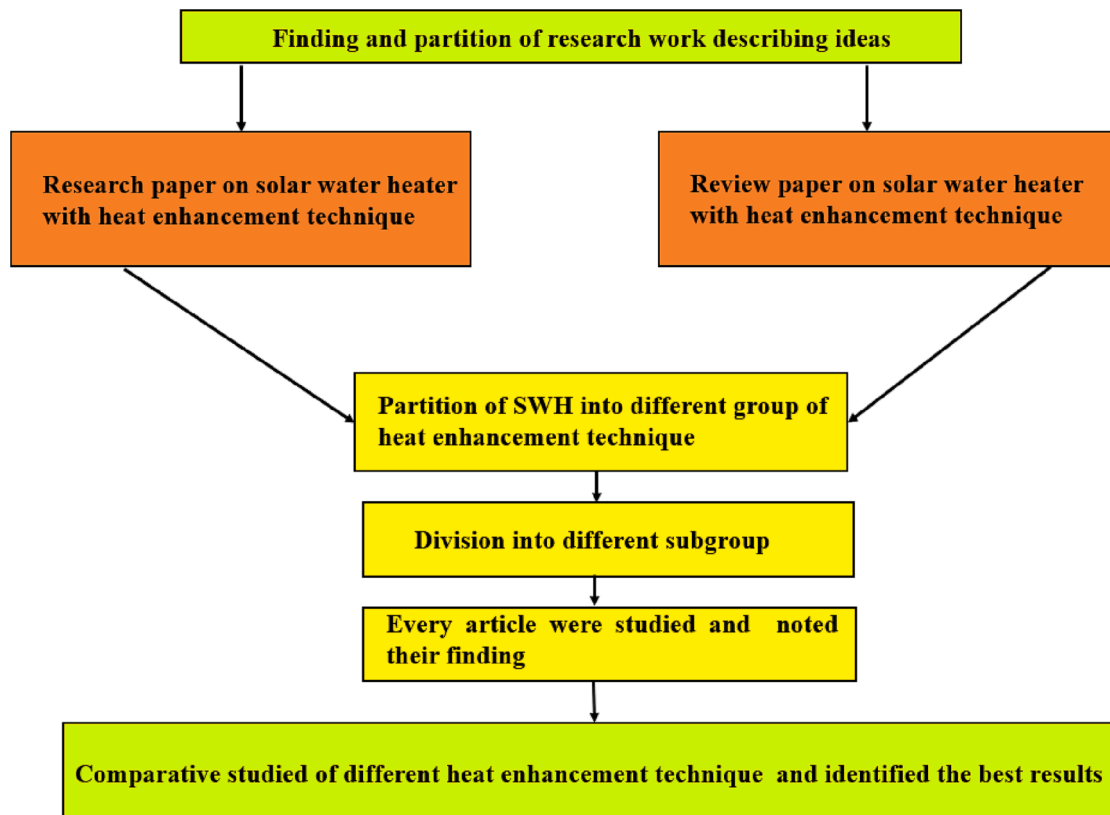 Finding and partition of research work describing ideas
Research paper on solar water heater
with heat enhancement technique
Review paper on solar water heater
with heat enhancement technique
Partition of SWH into different group of
heat enhancement technique
Division into different subgroup
Every article were studied and noted
their finding
Comparative studied of different heat enhancement technique and identified the best results